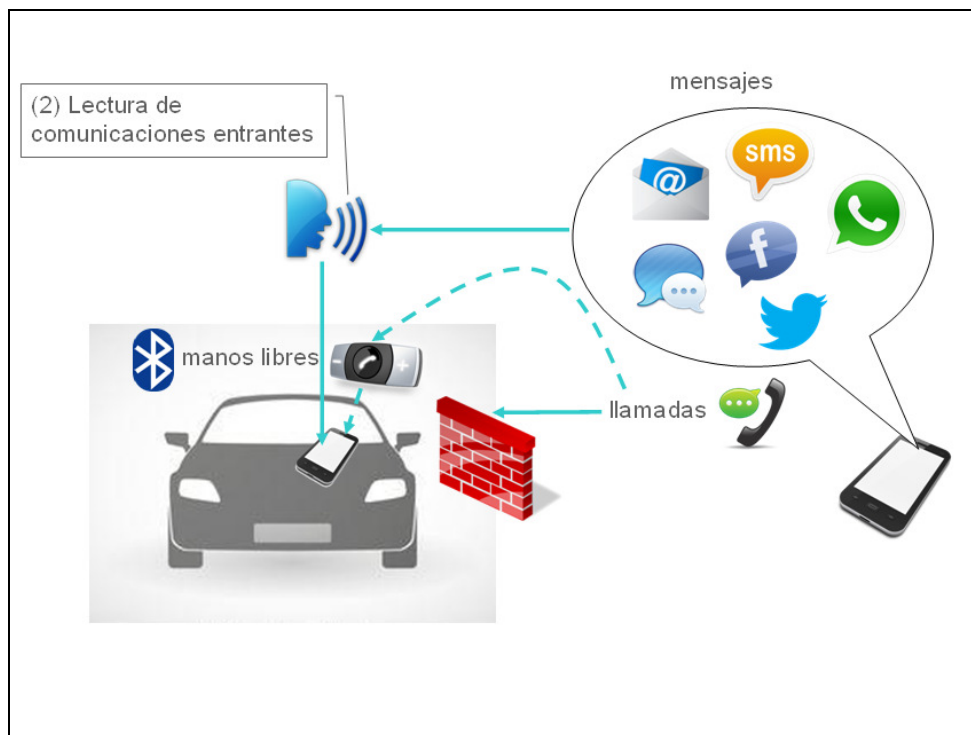 mensajes
(2) Lectura de
comunicaciones entrantes
sms
@
f
manos libres
llamadas